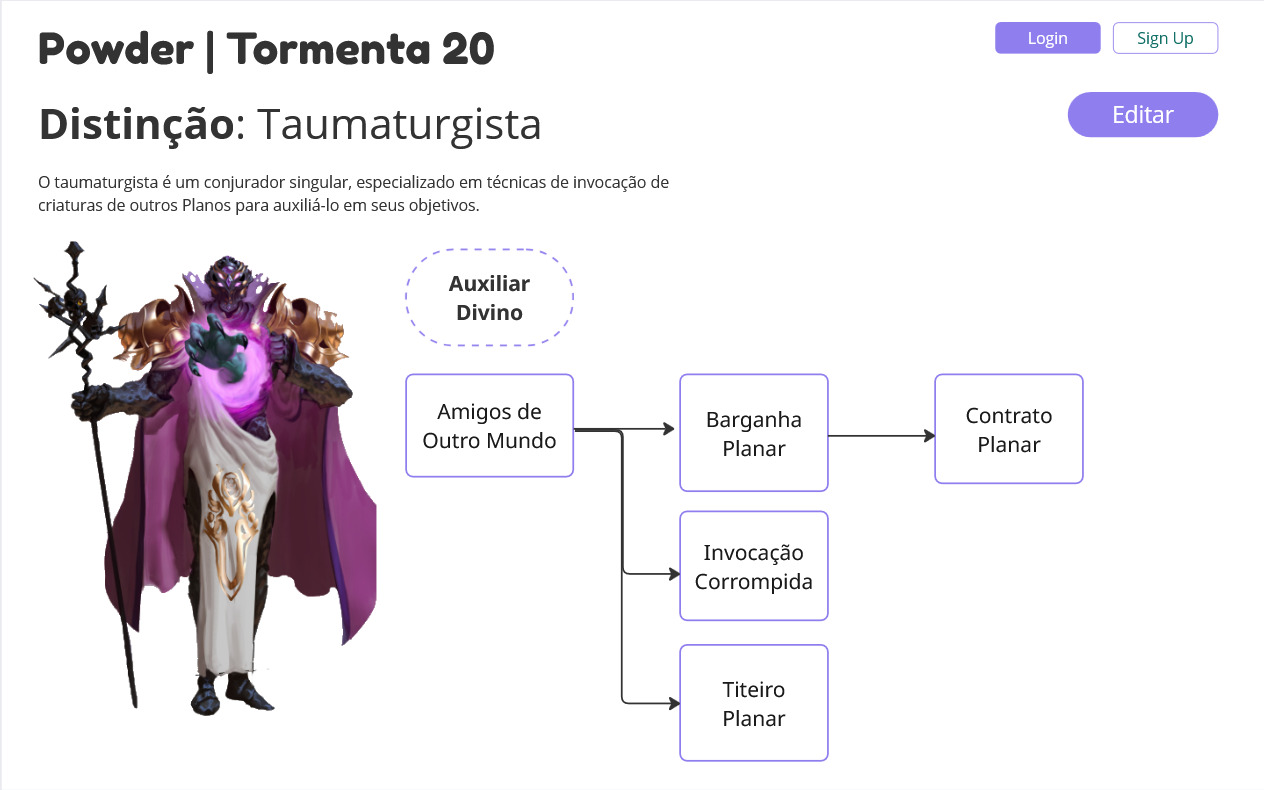 Powder | Tormenta 20
Login
Sign Up
Distinção: Taumaturgista
Editar
O taumaturgista é um conjurador singular, especializado em técnicas de invocação de
criaturas de outros Planos para auxiliá-lo em seus objetivos.
Auxiliar
Divino
Amigos de
Outro Mundo
Barganha
Planar
Contrato
Planar
Invocação
Corrompida
Titeiro
Planar